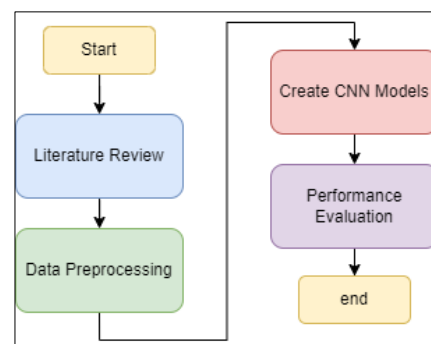 Start
Literature Review
Data Preprocessing
Create CNN Models
Performance
Evaluation
end